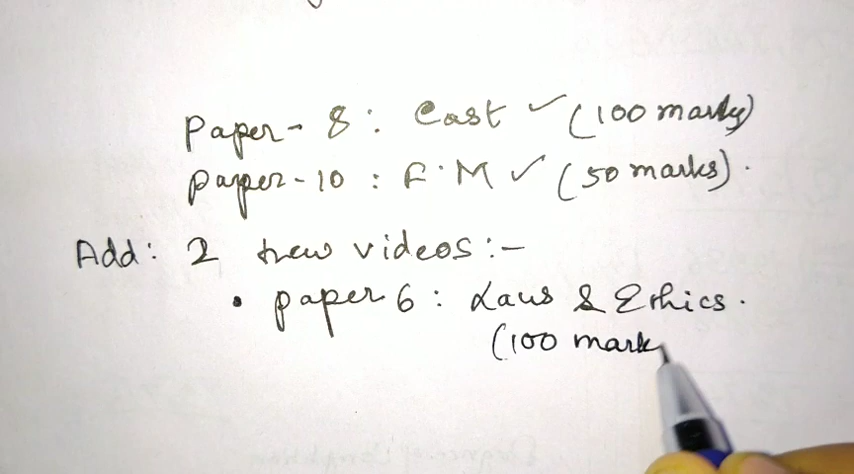 Paper - 8 : Cost ✓ (100 marks)
paper - 10 : F.M ✓ (50 marks).
Add : 2 new videos :-
• paper 6 : Laws & Ethics.
(100 mark